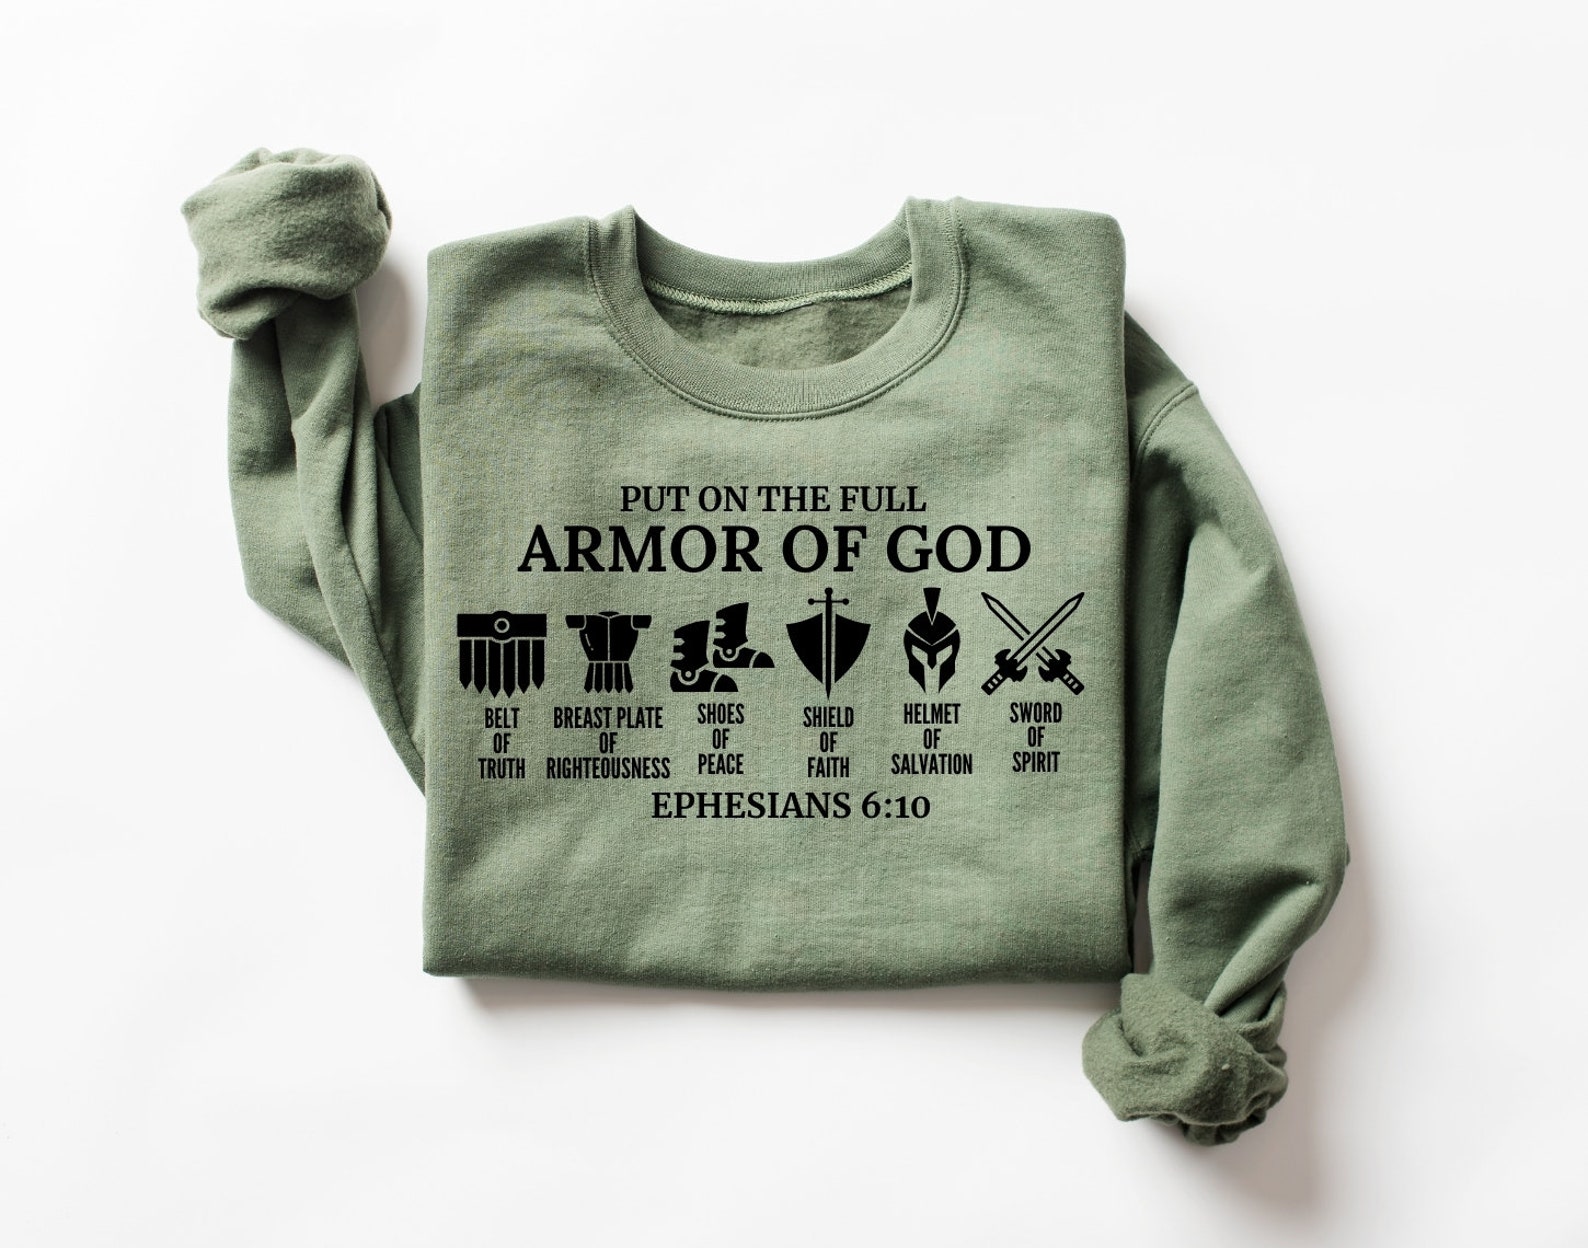 PUT ON THE FULL
ARMOR OF GOD
BELT
OF
TRUTH
BREAST PLATE
OF
RIGHTEOUSNESS
SHOES
OF
PEACE
SHIELD
OF
FAITH
HELMET
OF
SALVATION
SWORD
OF
SPIRIT
EPHESIANS 6:10